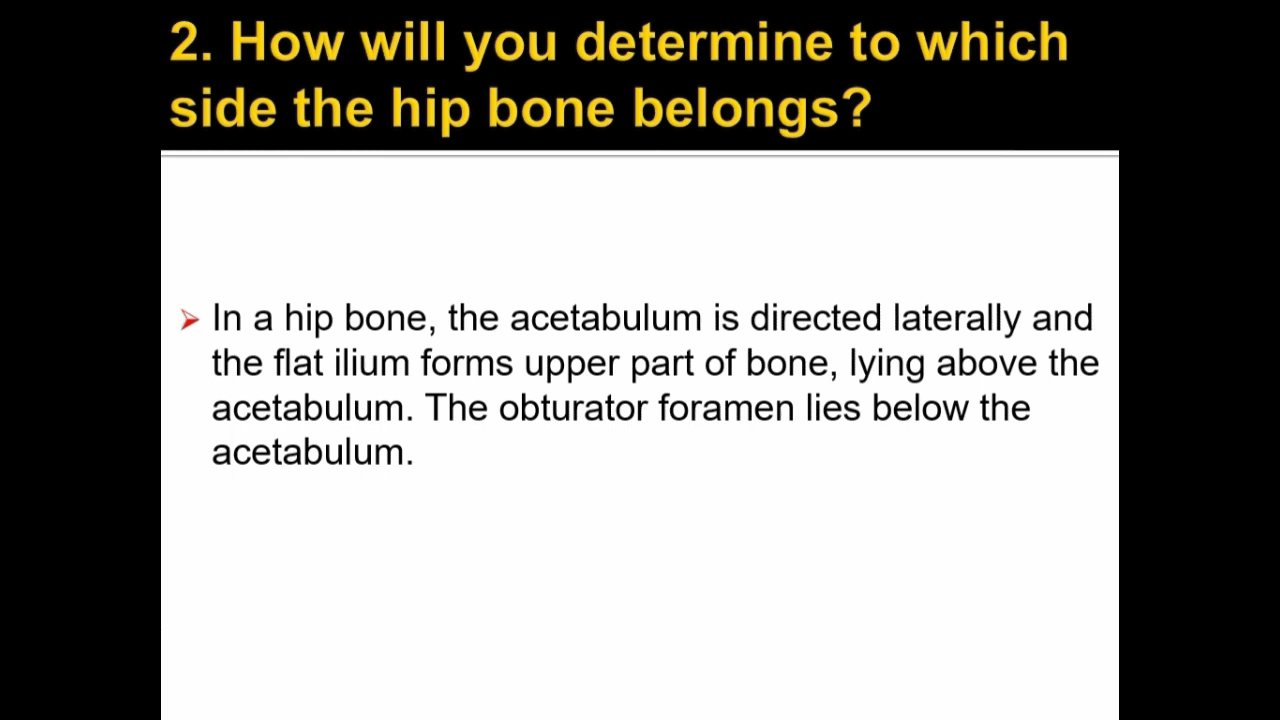 2. How will you determine to which
side the hip bone belongs?
In a hip bone, the acetabulum is directed laterally and
the flat ilium forms upper part of bone, lying above the
acetabulum. The obturator foramen lies below the
acetabulum.